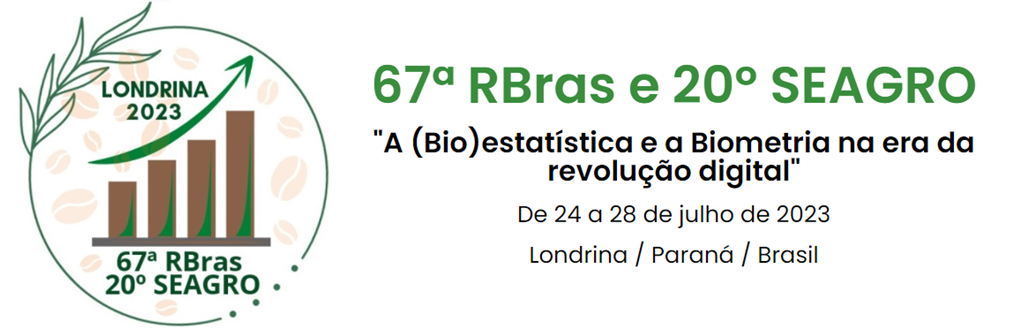 LONDRINA
2023
67ª RBras
20º SEAGRO
67ª RBras e 20° SEAGRO
"A (Bio)estatística e a Biometria na era da
revolução digital"
De 24 a 28 de julho de 2023
Londrina / Paraná / Brasil